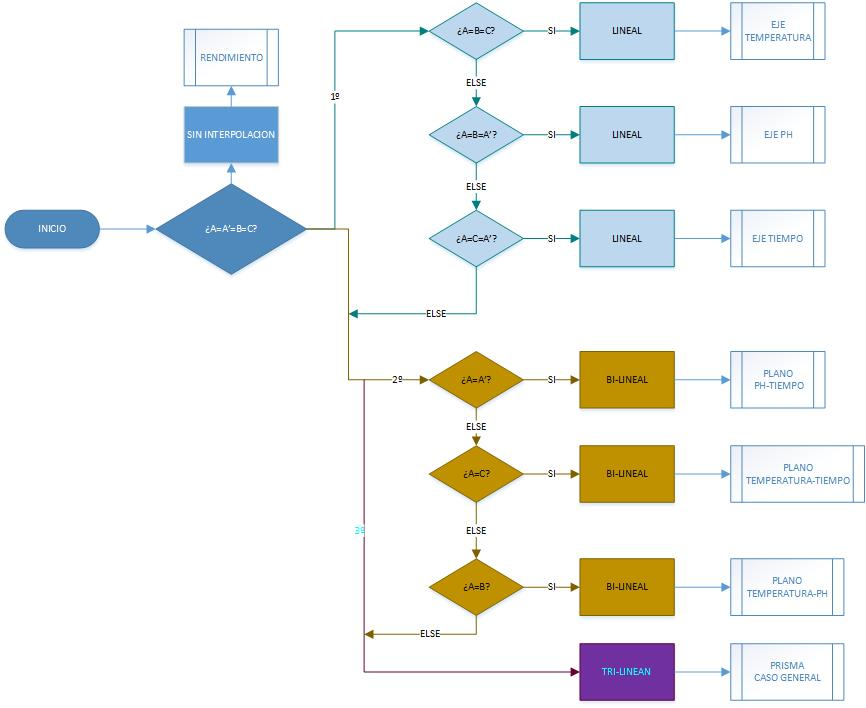 ¿A=B=C?
SI
LINEAL
EJE
TEMPERATURA
RENDIMIENTO
ELSE
1º
SIN INTERPOLACION
¿A=B=A'?
SI
LINEAL
EJE PH
ELSE
INICIO
¿A=A'=B=C?
¿A=C=A'?
SI
LINEAL
EJE TIEMPO
ELSE
2º
¿A=A'?
SI
BI-LINEAL
PLANO
PH-TIEMPO
ELSE
¿A=C?
SI
BI-LINEAL
PLANO
TEMPERATURA-TIEMPO
3º
ELSE
¿A=B?
SI
BI-LINEAL
PLANO
TEMPERATURA-PH
ELSE
TRI-LINEAN
PRISMA
CASO GENERAL